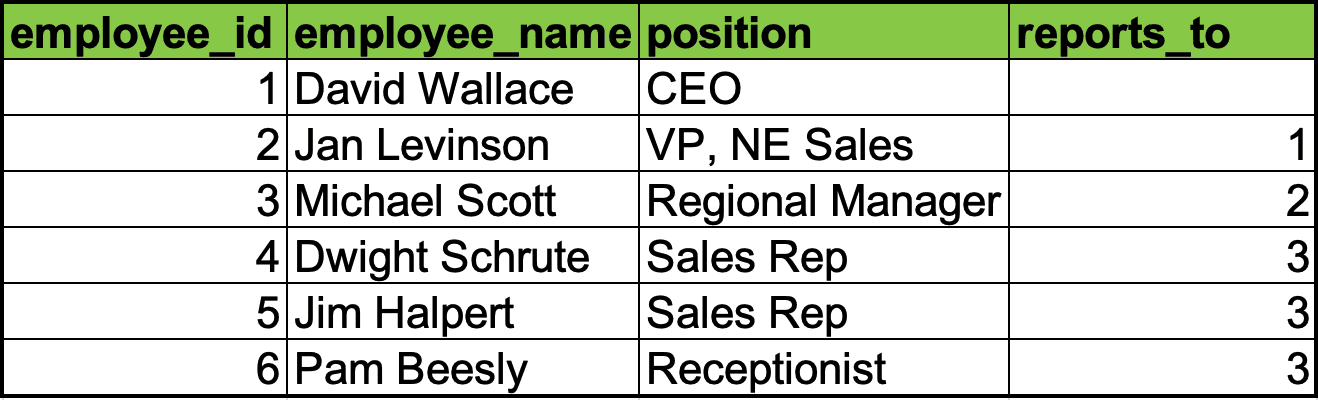 employee_id employee_name position reports_to
1 David Wallace CEO
2 Jan Levinson VP, NE Sales 1
3 Michael Scott Regional Manager 2
4 Dwight Schrute Sales Rep 3
5 Jim Halpert Sales Rep 3
6 Pam Beesly Receptionist 3